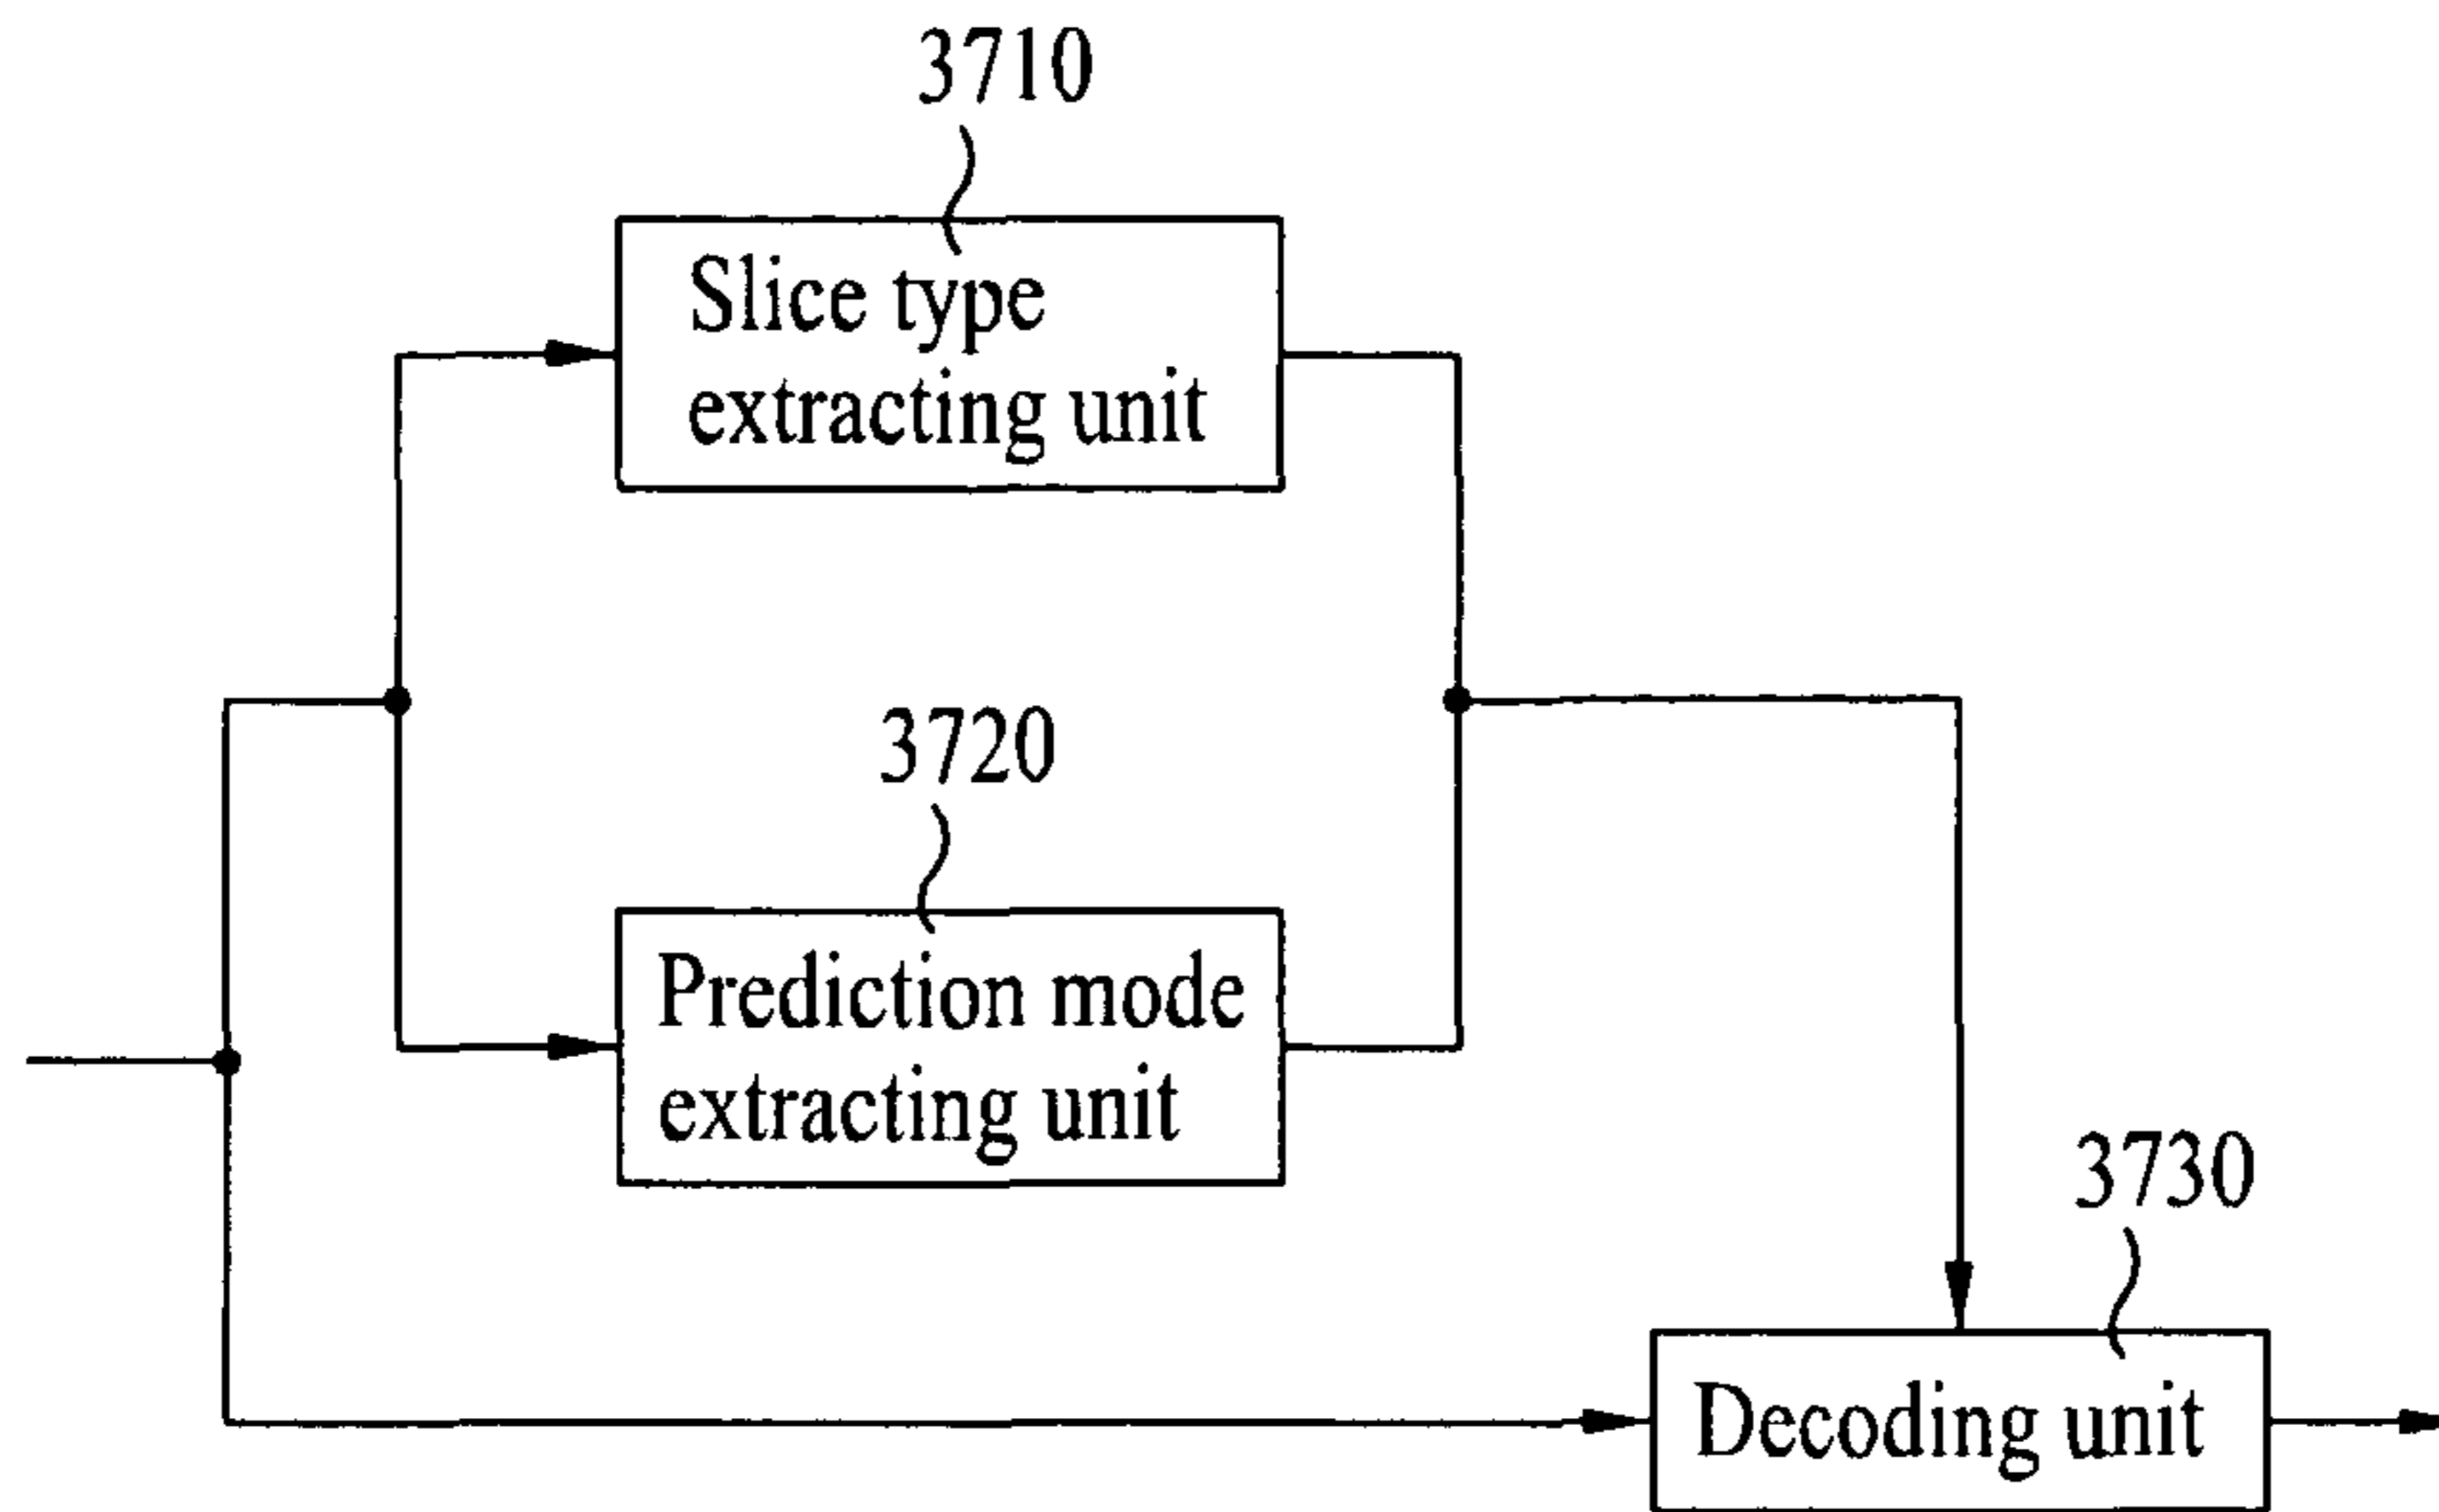 3710
Slice type
extracting unit
3720
Prediction mode
extracting unit
3730
Decoding unit